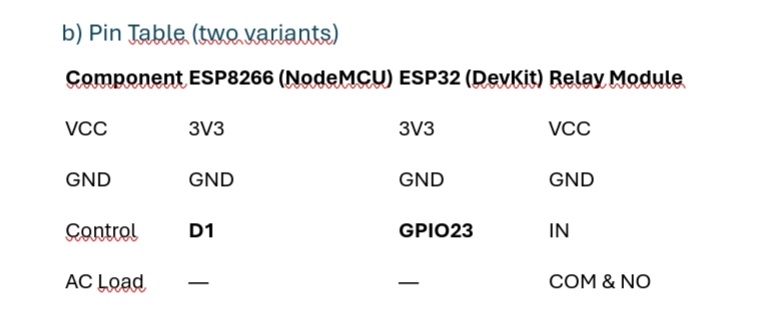 b) Pin Table (two variants)
Component ESP8266 (NodeMCU) ESP32 (DevKit) Relay Module
VCC 3V3 3V3 VCC
GND GND GND GND
Control D1 GPIO23 IN
AC Load — — COM & NO